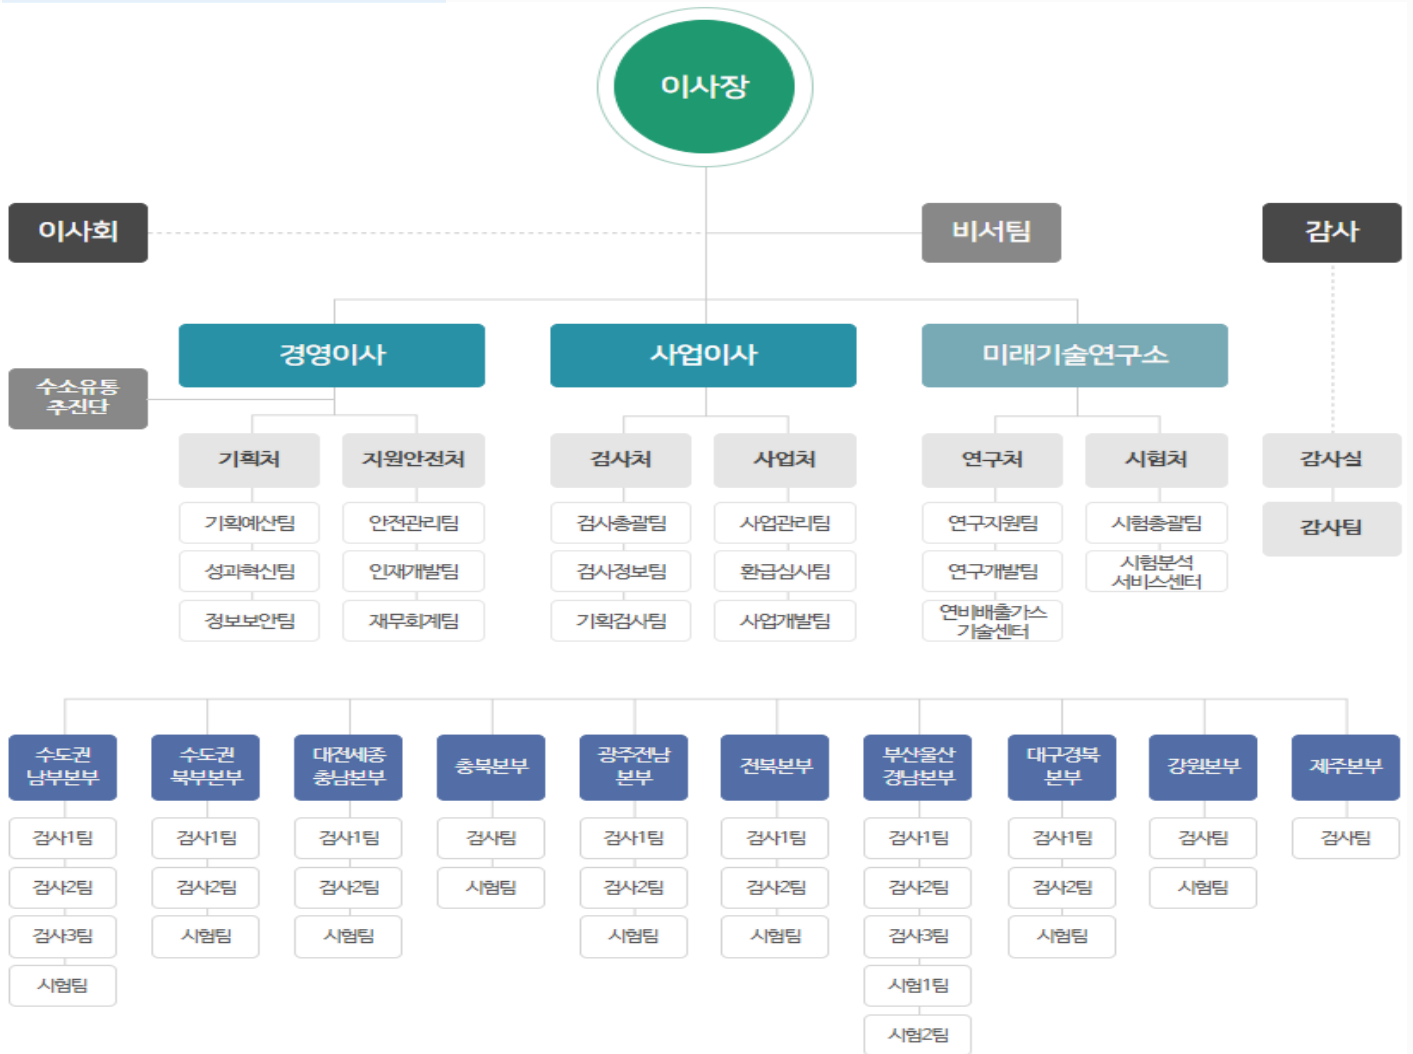 이사장
이사회
비서팀
감사
경영이사
사업이사
미래기술연구소
수소유통
추진단
기획처
지원안전처
검사처
사업처
연구처
시험처
감사실
기획예산팀
안전관리팀
검사총괄팀
사업관리팀
연구지원팀
시험총괄팀
감사팀
성과혁신팀
인재개발팀
검사정보팀
환급심사팀
연구개발팀
시험분석
서비스센터
정보보안팀
재무회계팀
기획검사팀
사업개발팀
연비배출가스
기술센터
수도권
남부본부
수도권
북부본부
대전세종
충남본부
충북본부
광주전남
본부
전북본부
부산울산
경남본부
대구경북
본부
강원본부
제주본부
검사1팀
검사1팀
검사1팀
검사팀
검사1팀
검사1팀
검사1팀
검사1팀
검사팀
검사팀
검사2팀
검사2팀
검사2팀
시험팀
검사2팀
검사2팀
검사2팀
검사2팀
시험팀
검사3팀
시험팀
시험팀
시험팀
시험팀
검사3팀
시험팀
시험팀
시험1팀
시험2팀